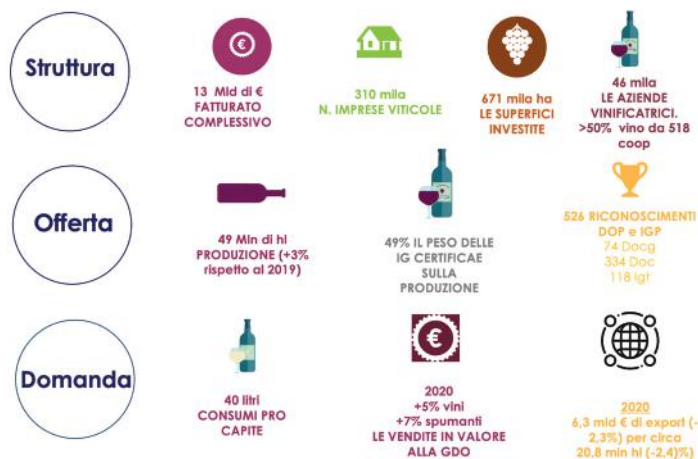 Struttura
13 Mld di €
FATTURATO
COMPLESSIVO
310 mila
N. IMPRESE VITICOLE
671 mila ha
LE SUPERFICI
INVESTITE
46 mila
LE AZIENDE
VINIFICATRICI.
>50% vino da 518
coop
Offerta
49 Mln di hl
PRODUZIONE (+3%
rispetto al 2019)
49% IL PESO DELLE
IG CERTIFICAE
SULLA
PRODUZIONE
526 RICONOSCIMENTI
DOP e IGP
74 Docg
334 Doc
118 Igt
Domanda
40 litri
CONSUMI PRO
CAPITE
€
2020
+5% vini
+7% spumanti
LE VENDITE IN VALORE
ALLA GDO
2020
6,3 mld € di export (-
2,3%) per circa
20,8 mln hl (-2,4)%)